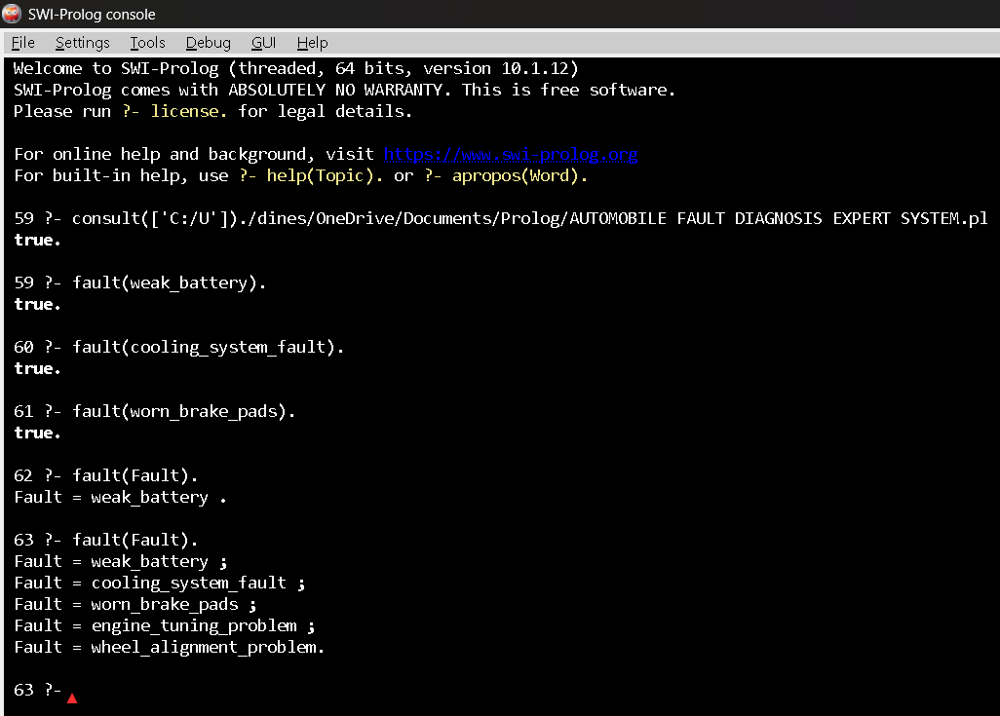 SWI-Prolog console
File Settings Tools Debug GUI Help
Welcome to SWI-Prolog (threaded, 64 bits, version 10.1.12)
SWI-Prolog comes with ABSOLUTELY NO WARRANTY. This is free software.
Please run ?- license. for legal details.
For online help and background, visit https://www.swi-prolog.org
For built-in help, use ?- help(Topic). or ?- apropos(Word).
59 ?- consult(['C:/U'])./dines/OneDrive/Documents/Prolog/AUTOMOBILE FAULT DIAGNOSIS EXPERT SYSTEM.pl
true.
59 ?- fault(weak_battery).
true.
60 ?- fault(cooling_system_fault).
true.
61 ?- fault(worn_brake_pads).
true.
62 ?- fault(Fault).
Fault = weak_battery .
63 ?- fault(Fault).
Fault = weak_battery ;
Fault = cooling_system_fault ;
Fault = worn_brake_pads ;
Fault = engine_tuning_problem ;
Fault = wheel_alignment_problem.
63 ?-